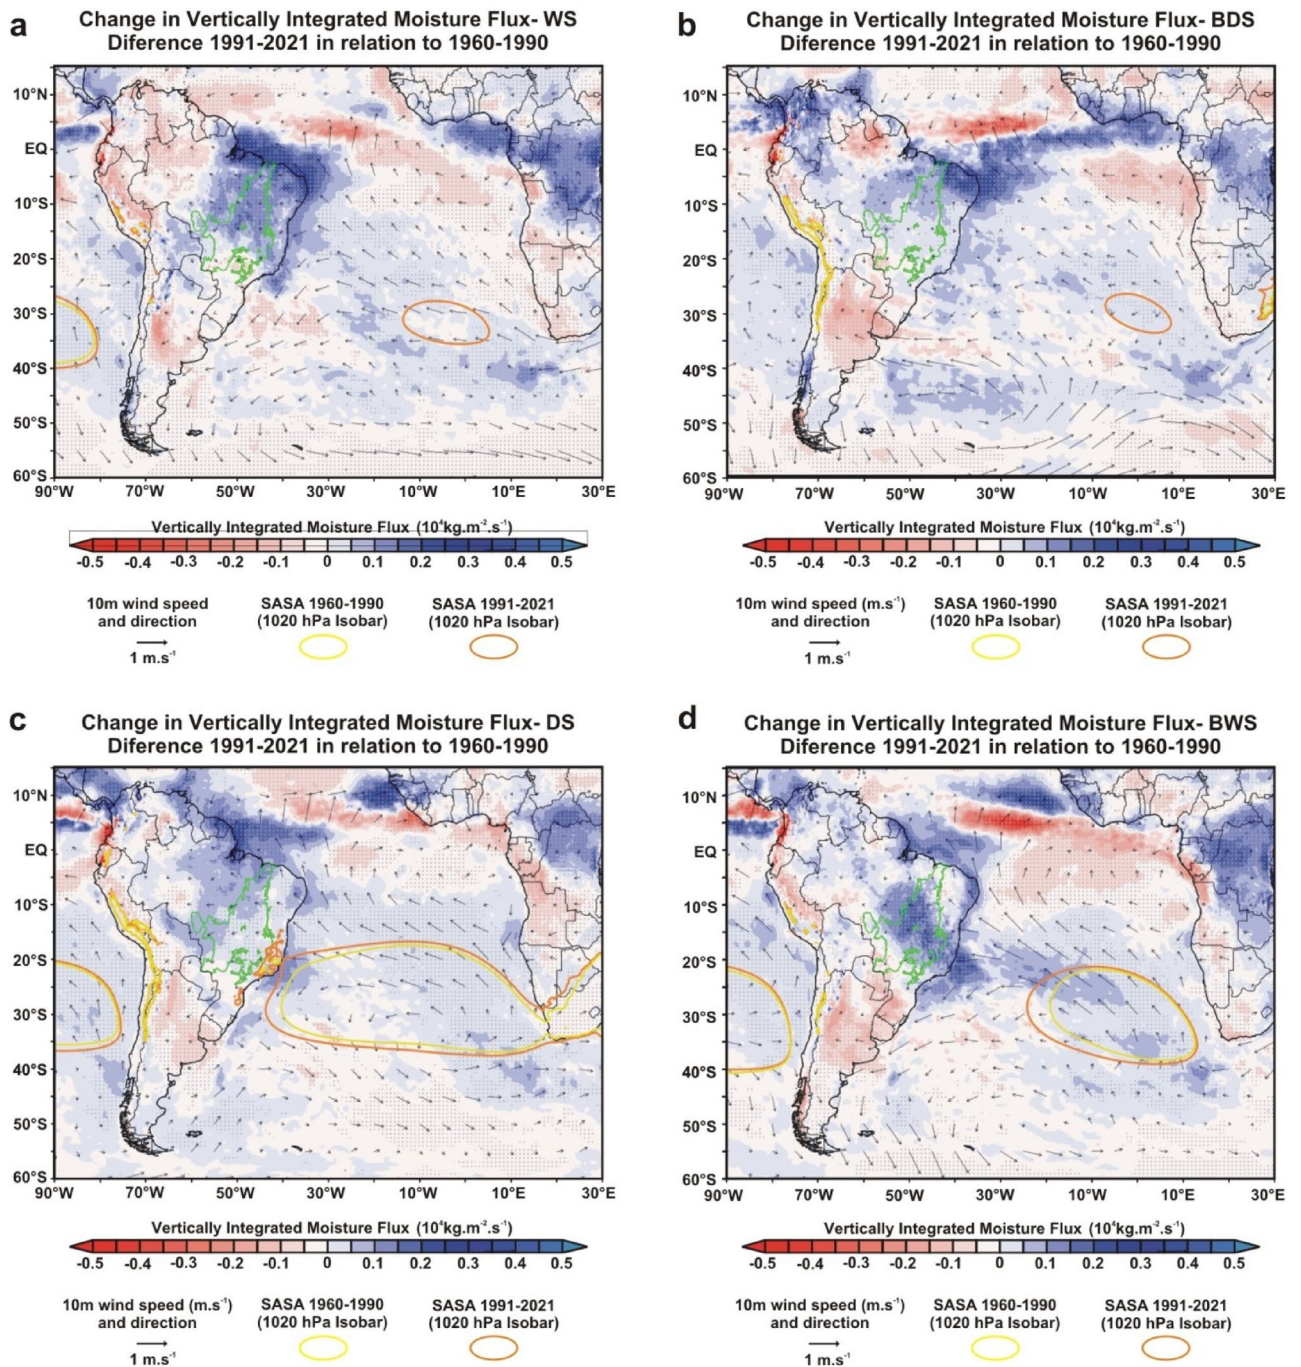 a
Change in Vertically Integrated Moisture Flux- WS
Diference 1991-2021 in relation to 1960-1990
10°N
EQ
10°S
20°S
30°S
40°S
50°S
60°S
90°W 70°W 50°W 30°W 10°W 10°E 30°E
Vertically Integrated Moisture Flux (10⁴kg.m⁻².s⁻¹)
-0.5 -0.4 -0.3 -0.2 -0.1 0 0.1 0.2 0.3 0.4 0.5
10m wind speed
and direction
1 m.s⁻¹
SASA 1960-1990
(1020 hPa Isobar)
SASA 1991-2021
(1020 hPa Isobar)
b
Change in Vertically Integrated Moisture Flux- BDS
Diference 1991-2021 in relation to 1960-1990
10°N
EQ
10°S
20°S
30°S
40°S
50°S
60°S
90°W 70°W 50°W 30°W 10°W 10°E 30°E
Vertically Integrated Moisture Flux (10⁴kg.m⁻².s⁻¹)
-0.5 -0.4 -0.3 -0.2 -0.1 0 0.1 0.2 0.3 0.4 0.5
10m wind speed (m.s⁻¹)
and direction
1 m.s⁻¹
SASA 1960-1990
(1020 hPa Isobar)
SASA 1991-2021
(1020 hPa Isobar)
c
Change in Vertically Integrated Moisture Flux- DS
Diference 1991-2021 in relation to 1960-1990
10°N
EQ
10°S
20°S
30°S
40°S
50°S
60°S
90°W 70°W 50°W 30°W 10°W 10°E 30°E
Vertically Integrated Moisture Flux (10⁴kg.m⁻².s⁻¹)
-0.5 -0.4 -0.3 -0.2 -0.1 0 0.1 0.2 0.3 0.4 0.5
10m wind speed (m.s⁻¹)
and direction
1 m.s⁻¹
SASA 1960-1990
(1020 hPa Isobar)
SASA 1991-2021
(1020 hPa Isobar)
d
Change in Vertically Integrated Moisture Flux- BWS
Diference 1991-2021 in relation to 1960-1990
10°N
EQ
10°S
20°S
30°S
40°S
50°S
60°S
90°W 70°W 50°W 30°W 10°W 10°E 30°E
Vertically Integrated Moisture Flux (10⁴kg.m⁻².s⁻¹)
-0.5 -0.4 -0.3 -0.2 -0.1 0 0.1 0.2 0.3 0.4 0.5
10m wind speed (m.s⁻¹)
and direction
1 m.s⁻¹
SASA 1960-1990
(1020 hPa Isobar)
SASA 1991-2021
(1020 hPa Isobar)